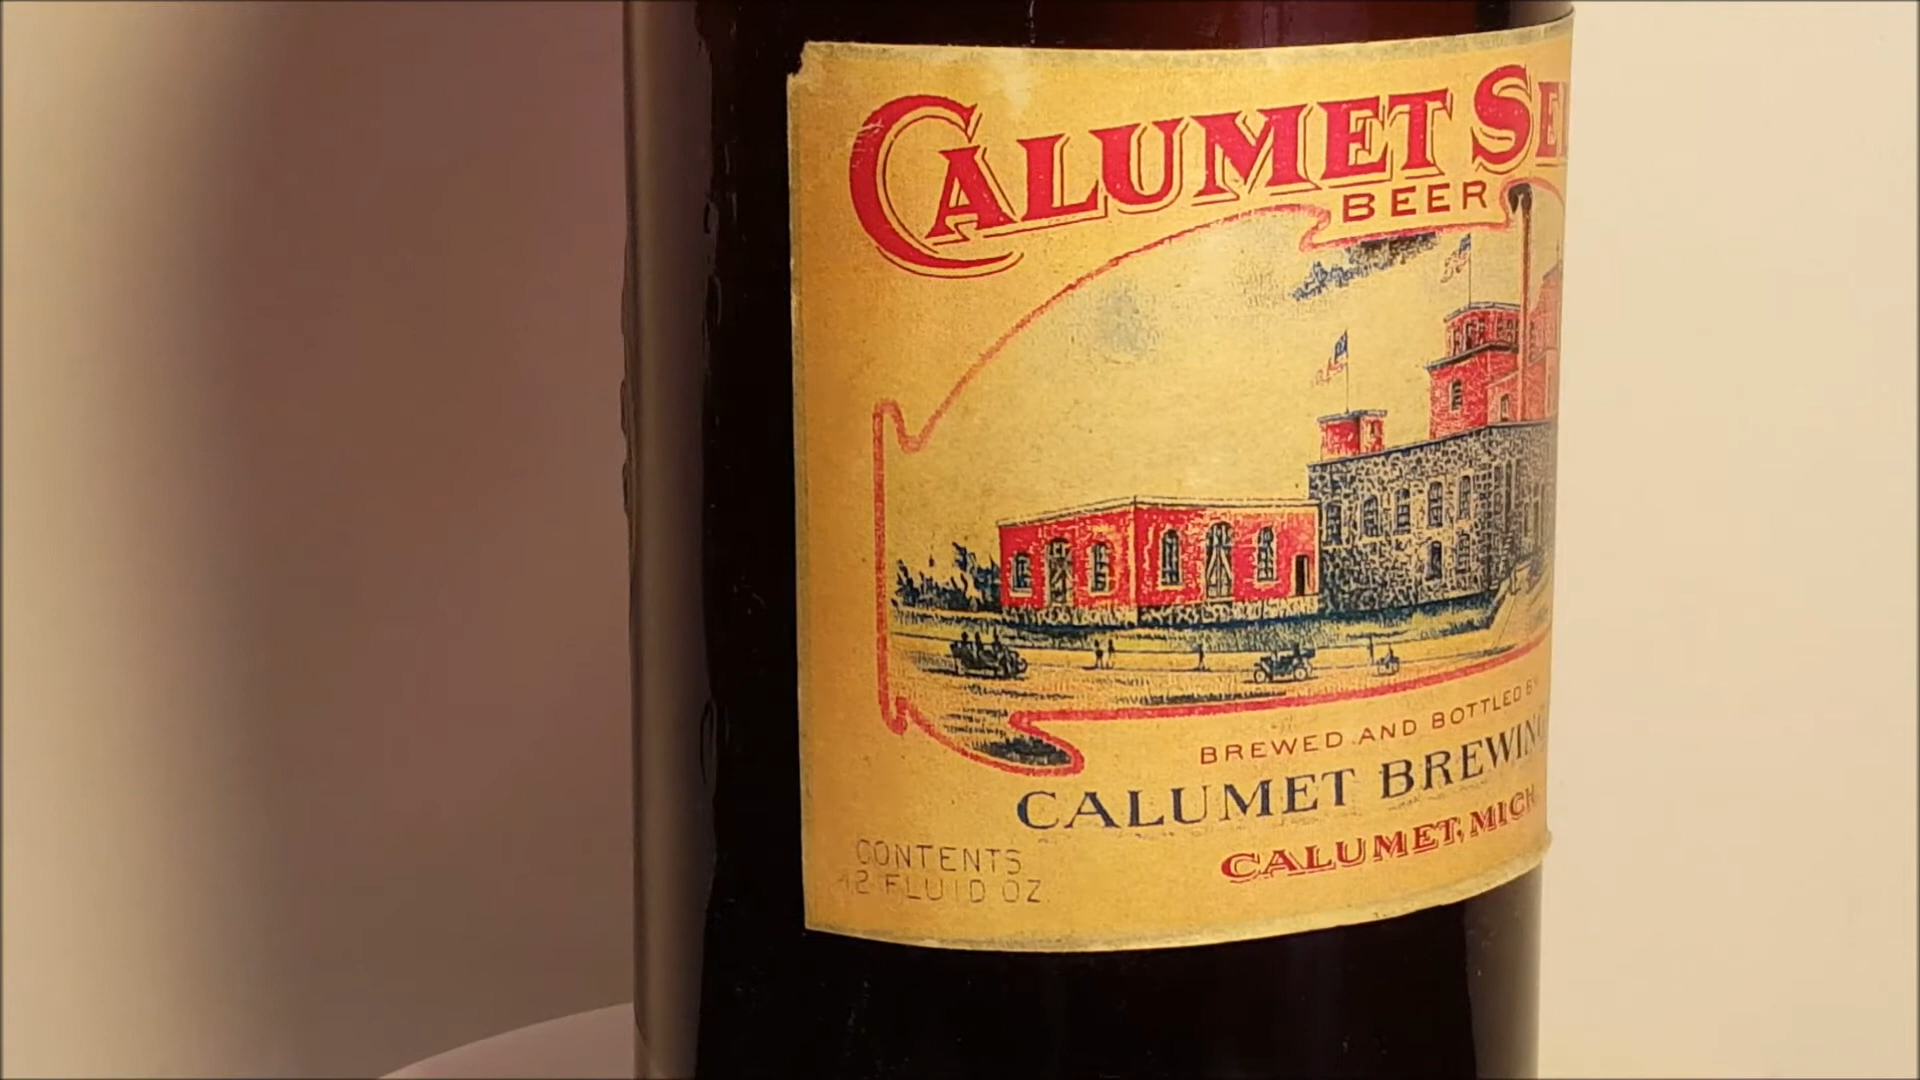 CALUMET SE
BEER
BREWED AND BOTTLED BY
CALUMET BREWING
CALUMET, MICH
CONTENTS
12 FLUID OZ